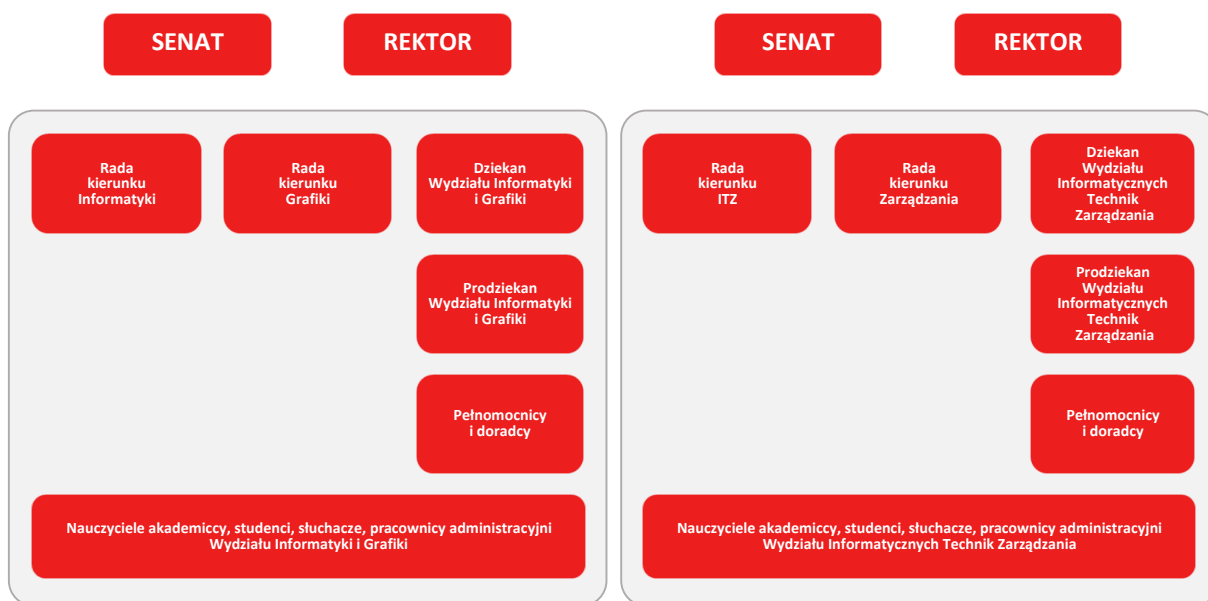 SENAT
REKTOR
Rada
kierunku
Informatyki
Rada
kierunku
Grafiki
Dziekan
Wydziału Informatyki
i Grafiki
Prodziekan
Wydziału Informatyki
i Grafiki
Pełnomocnicy
i doradcy
Nauczyciele akademiccy, studenci, słuchacze, pracownicy administracyjni
Wydziału Informatyki i Grafiki
SENAT
REKTOR
Rada
kierunku
ITZ
Rada
kierunku
Zarządzania
Dziekan
Wydziału
Informatycznych
Technik
Zarządzania
Prodziekan
Wydziału
Informatycznych
Technik
Zarządzania
Pełnomocnicy
i doradcy
Nauczyciele akademiccy, studenci, słuchacze, pracownicy administracyjni
Wydziału Informatycznych Technik Zarządzania